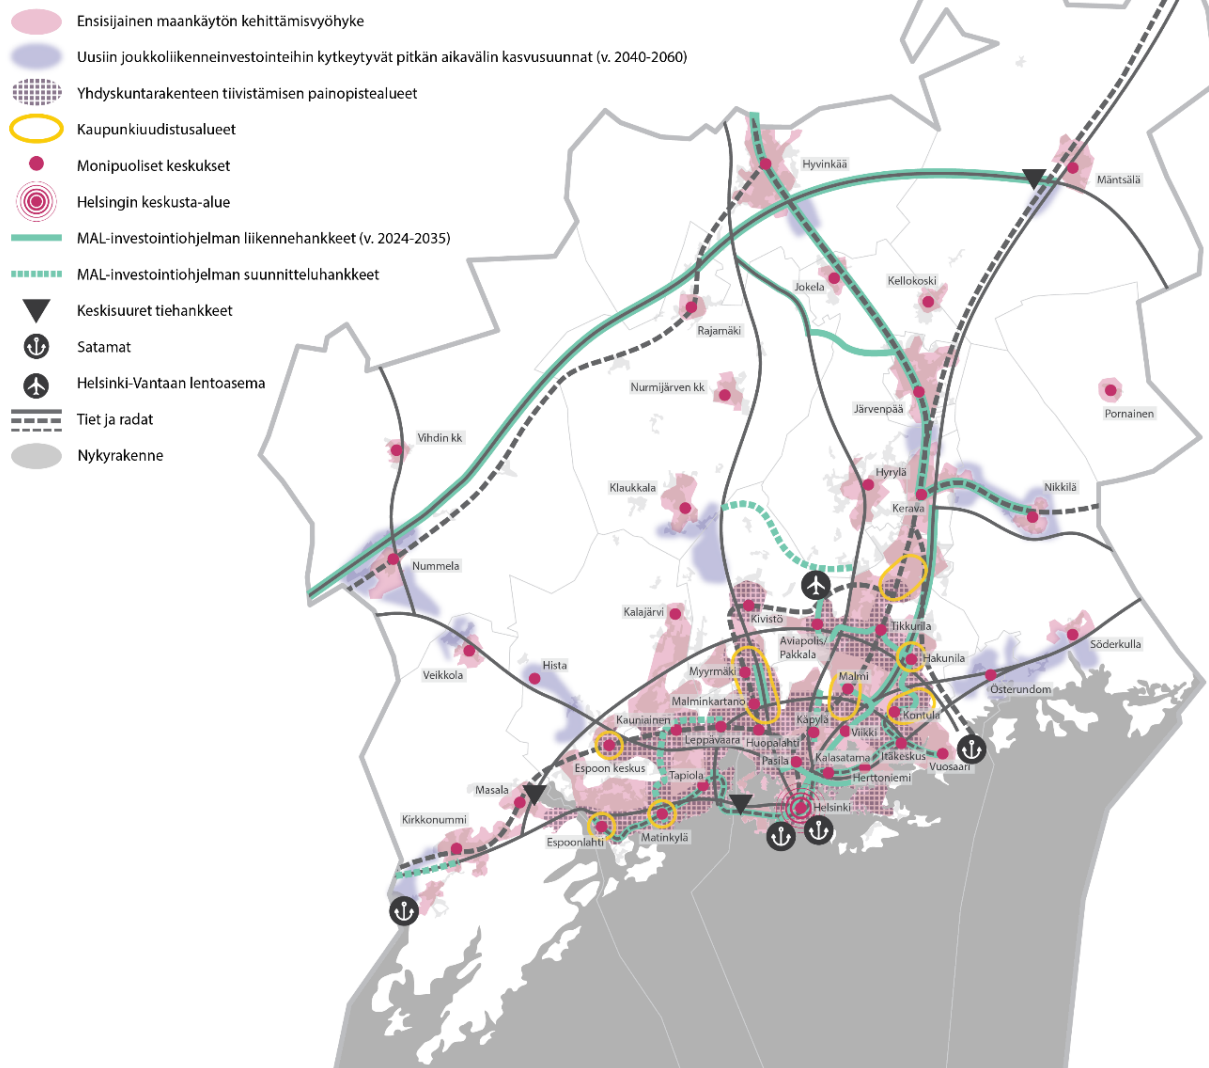 Ensisijainen maankäytön kehittämisvyöhyke
Uusiin joukkoliikenneinvestointeihin kytkeytyvät pitkän aikavälin kasvusuunnat (v. 2040-2060)
Yhdyskuntarakenteen tiivistämisen painopistealueet
Kaupunkiuudistusalueet
Monipuoliset keskukset
Helsingin keskusta-alue
MAL-investointiohjelman liikennehankkeet (v. 2024-2035)
MAL-investointiohjelman suunnitteluhankkeet
Keskisuuret tiehankkeet
Satamat
Helsinki-Vantaan lentoasema
Tiet ja radat
Nykyrakenne
Hyvinkää
Mäntsälä
Jokela
Kellokoski
Rajamäki
Nurmijärven kk
Järvenpää
Pornainen
Vihdin kk
Klaukkala
Hyrylä
Nikkilä
Kerava
Nummela
Kalajärvi
Kivistö
Aviapolis/
Pakkala
Tikkurila
Söderkulla
Veikkola
Hista
Myyrmäki
Malmi
Hakunila
Österundom
Malminkartano
Kontula
Kauniainen
Käpylä
Leppävaara
Huopalahti
Viikki
Itäkeskus
Vuosaari
Espoon keskus
Tapiola
Pasila
Kalasatama
Herttoniemi
Masala
Helsinki
Kirkkonummi
Espoonlahti
Matinkylä